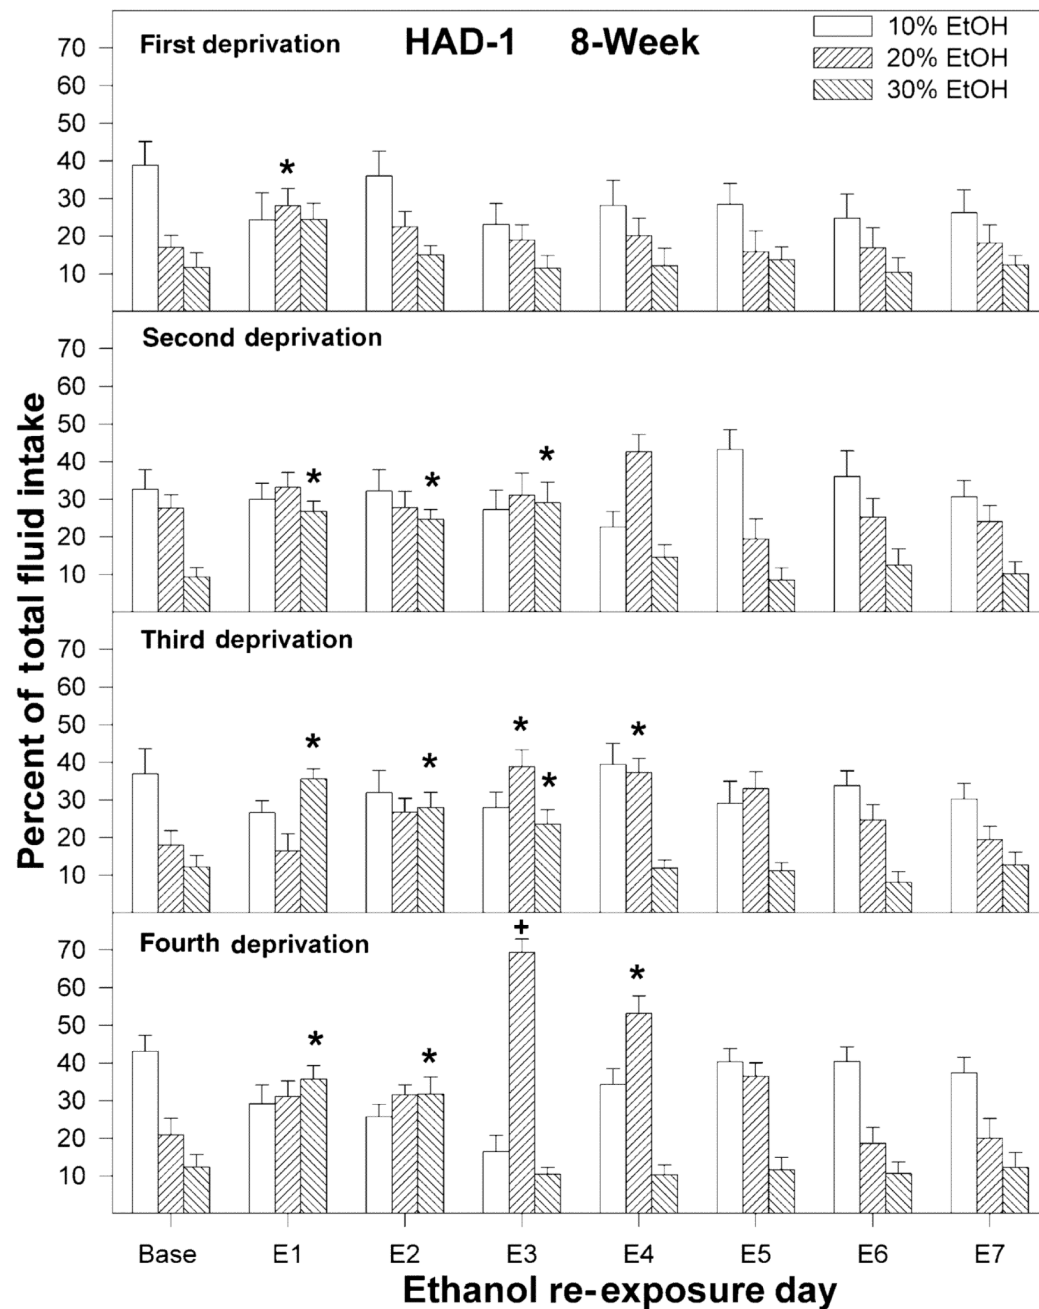 First deprivation HAD-1 8-Week
10% EtOH
20% EtOH
30% EtOH
70
60
50
40
30
20
10
*
Second deprivation
70
60
50
40
30
20
10
* * *
Third deprivation
70
60
50
40
30
20
10
* * * * *
Fourth deprivation
70
60
50
40
30
20
10
* * + *
Percent of total fluid intake
Base E1 E2 E3 E4 E5 E6 E7
Ethanol re-exposure day